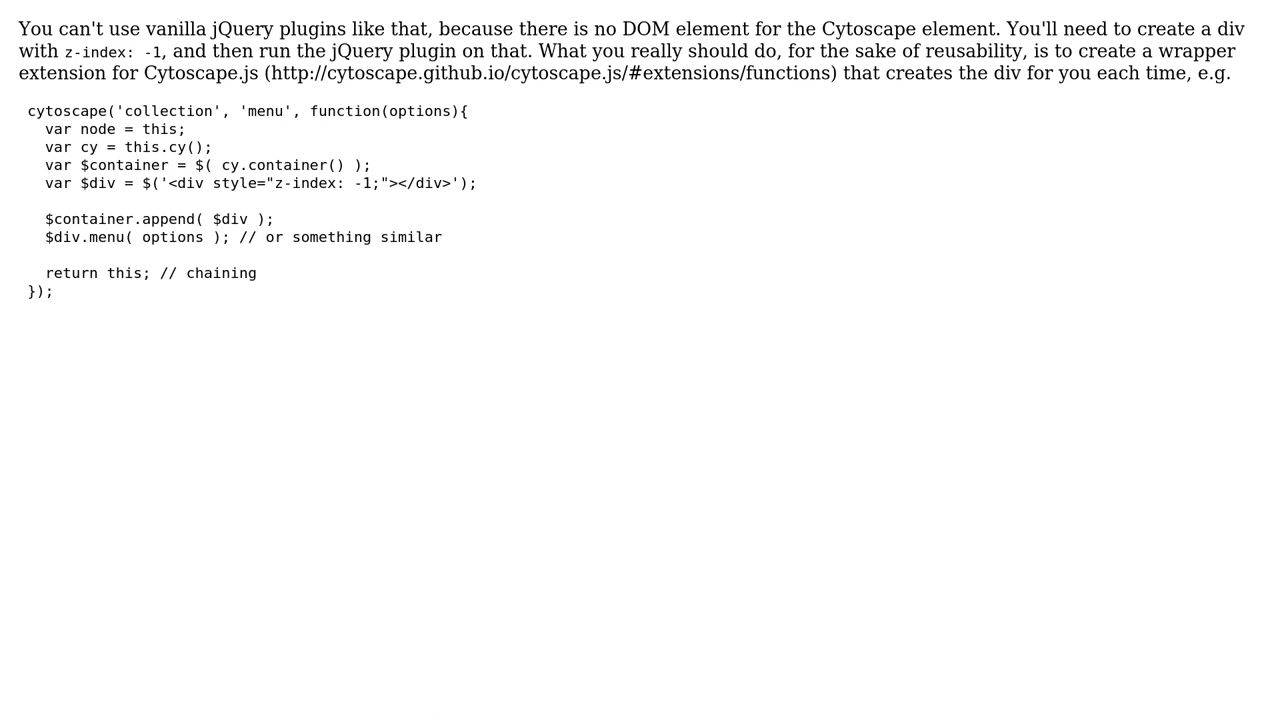 You can't use vanilla jQuery plugins like that, because there is no DOM element for the Cytoscape element. You'll need to create a div
with z-index: -1, and then run the jQuery plugin on that. What you really should do, for the sake of reusability, is to create a wrapper
extension for Cytoscape.js (http://cytoscape.github.io/cytoscape.js/#extensions/functions) that creates the div for you each time, e.g.
cytoscape('collection', 'menu', function(options){
  var node = this;
  var cy = this.cy();
  var $container = $( cy.container() );
  var $div = $('<div style="z-index: -1;"></div>');

  $container.append( $div );
  $div.menu( options ); // or something similar

  return this; // chaining
});